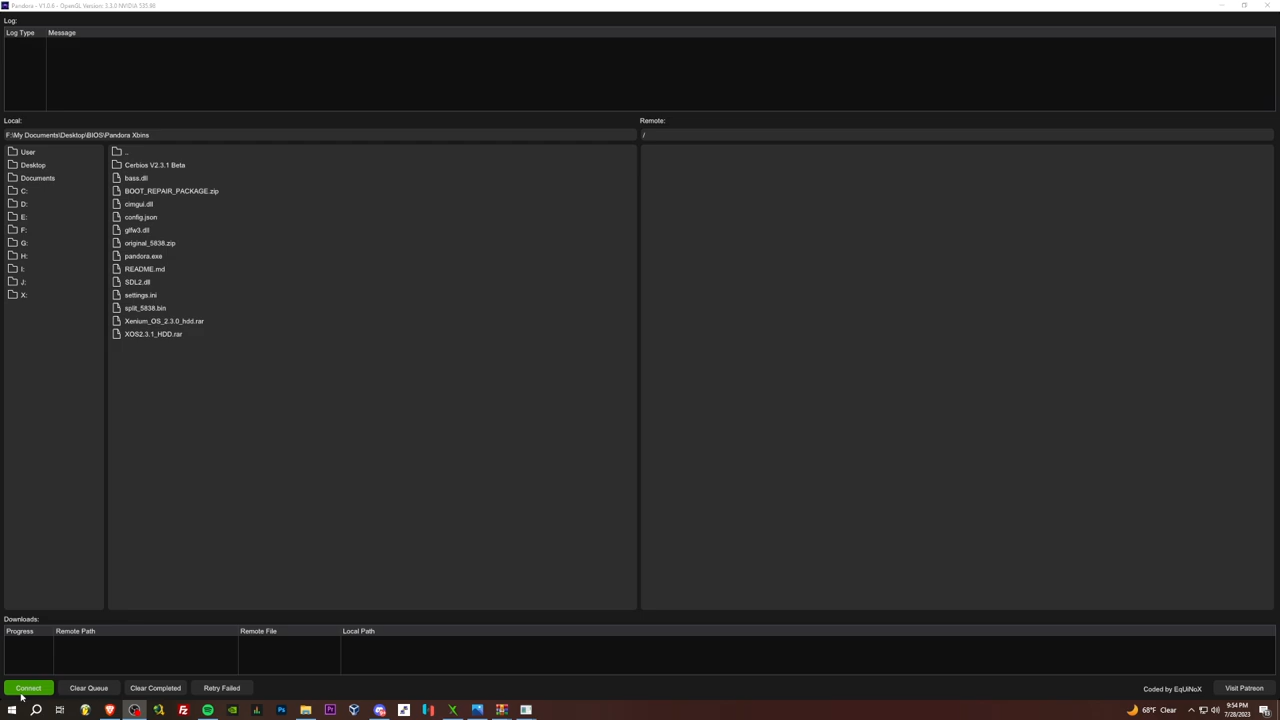 Pandora - V1.0.6 - OpenGL Version: 3.3.0 NVIDIA 535.98
Log:
Log Type Message
Local: Remote:
F:\My Documents\Desktop\BIOS\Pandora Xbins /
User ..
Desktop Cerbios V2.3.1 Beta
Documents bass.dll
C: BOOT_REPAIR_PACKAGE.zip
D: cimgui.dll
E: config.json
F: glfw3.dll
G: original_5838.zip
H: pandora.exe
I: README.md
J: SDL2.dll
X: settings.ini
split_5838.bin
Xenium_OS_2.3.0_hdd.rar
XOS2.3.1_HDD.rar
Downloads:
Progress Remote Path Remote File Local Path
Connect Clear Queue Clear Completed Retry Failed Coded by EqUiNoX Visit Patreon
68°F Clear 9:54 PM
7/28/2023